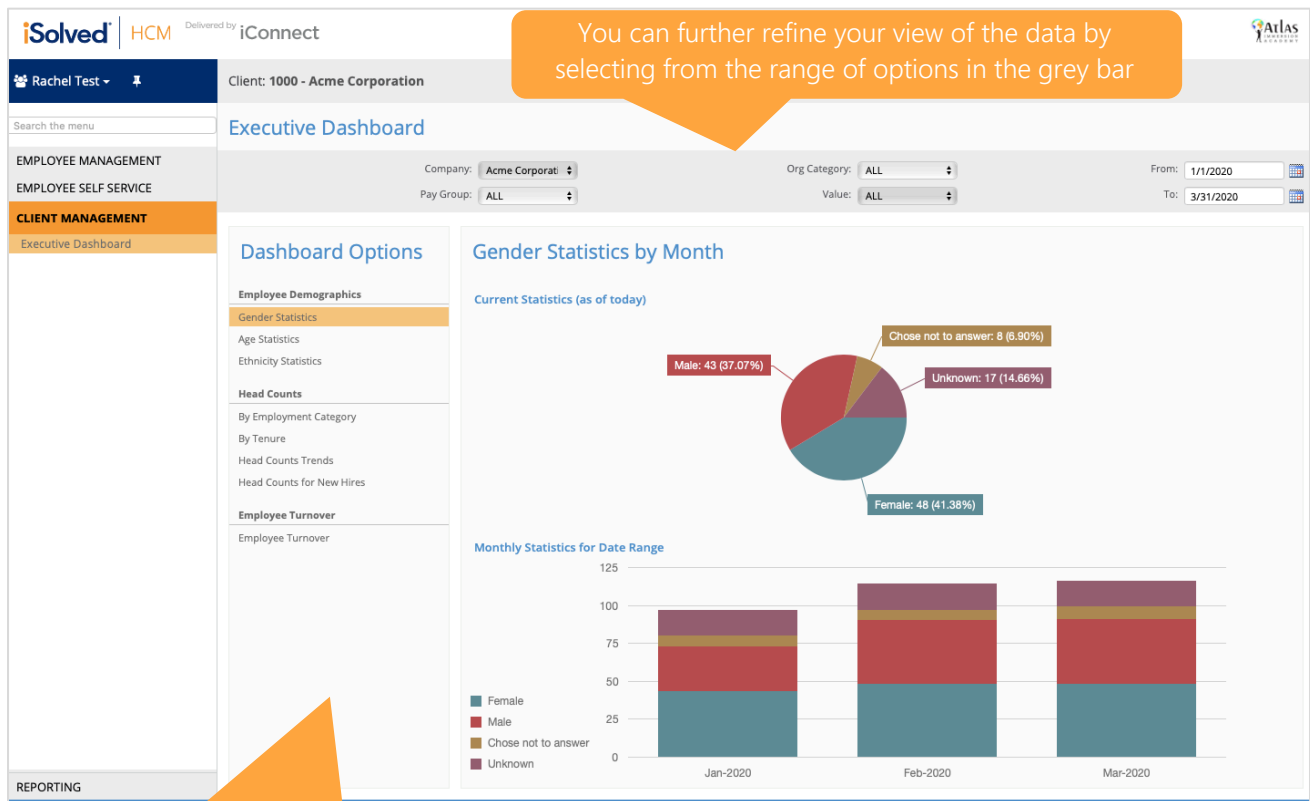 iSolved HCM Delivered by iConnect
You can further refine your view of the data by
selecting from the range of options in the grey bar
Atlas
Rachel Test
Client: 1000 - Acme Corporation
Search the menu
EMPLOYEE MANAGEMENT
EMPLOYEE SELF SERVICE
CLIENT MANAGEMENT
Executive Dashboard
REPORTING
Executive Dashboard
Company: Acme Corporati
Org Category: ALL
From: 1/1/2020
Pay Group: ALL
Value: ALL
To: 3/31/2020
Dashboard Options
Employee Demographics
Gender Statistics
Age Statistics
Ethnicity Statistics
Head Counts
By Employment Category
By Tenure
Head Counts Trends
Head Counts for New Hires
Employee Turnover
Employee Turnover
Gender Statistics by Month
Current Statistics (as of today)
Chose not to answer: 8 (6.90%)
Male: 43 (37.07%)
Unknown: 17 (14.66%)
Female: 48 (41.38%)
Monthly Statistics for Date Range
125
100
75
50
25
0
Female
Male
Chose not to answer
Unknown
Jan-2020
Feb-2020
Mar-2020